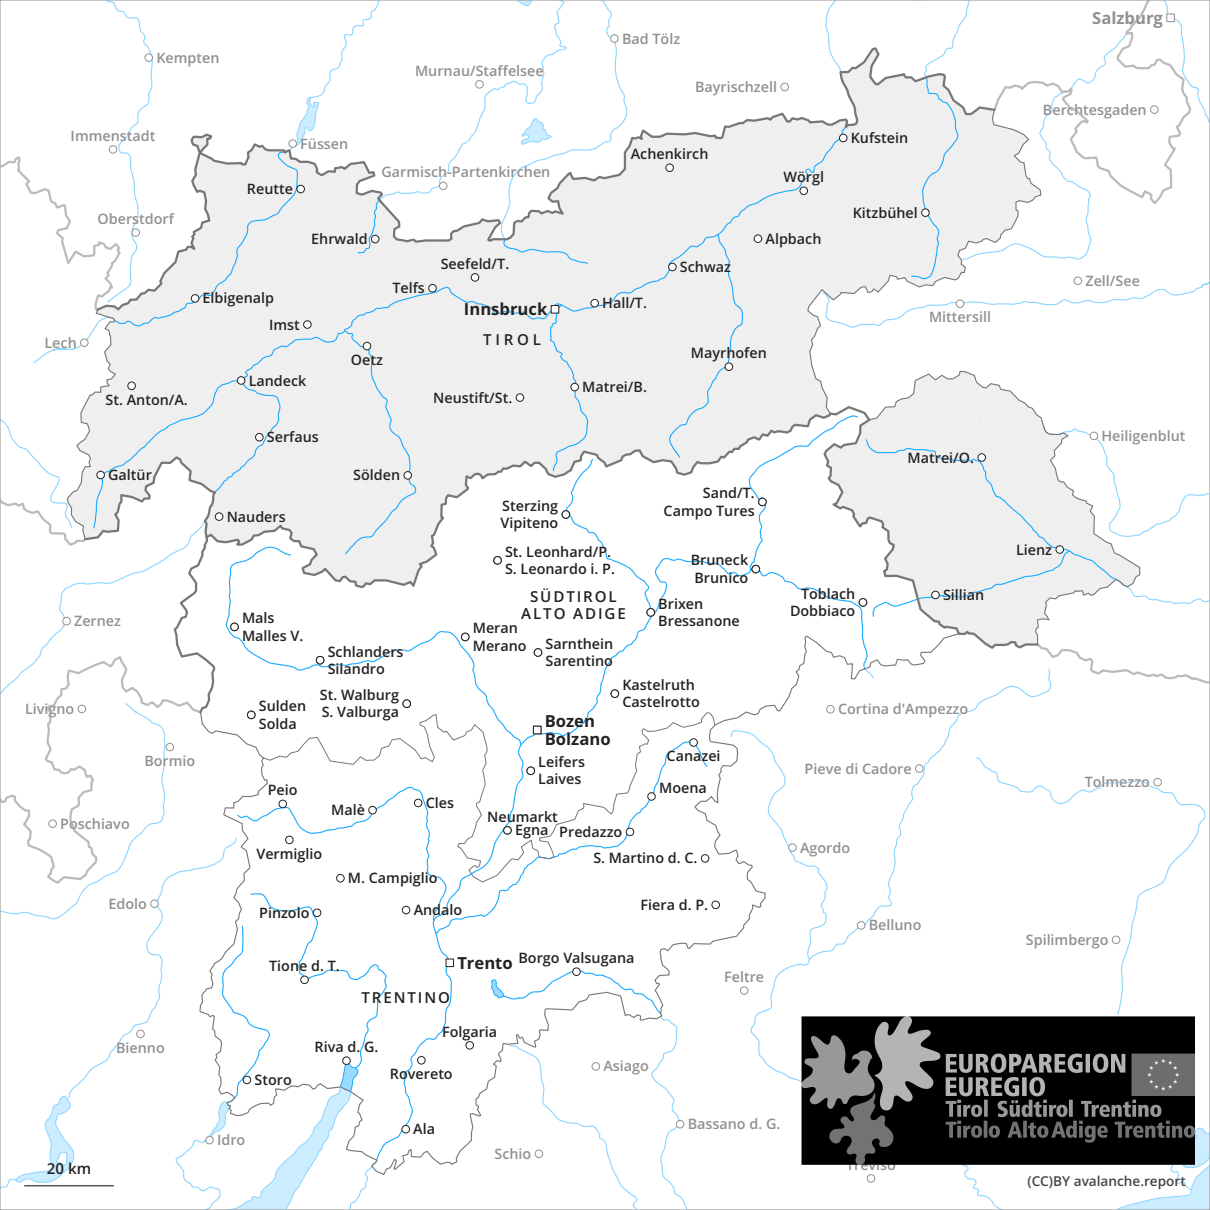 Salzburg
Bad Tölz
Kempten
Murnau/Staffelsee
Bayrischzell
Berchtesgaden
Immenstadt
Kufstein
Füssen
Achenkirch
Garmisch-Partenkirchen
Wörgl
Reutte
Kitzbühel
Oberstdorf
Ehrwald
Alpbach
Seefeld/T.
Schwaz
Zell/See
Telfs
Elbigenalp
Hall/T.
Innsbruck
Mittersill
Imst
TIROL
Lech
Mayrhofen
Oetz
Landeck
Matrei/B.
St. Anton/A.
Neustift/St.
Serfaus
Heiligenblut
Matrei/O.
Galtür
Sölden
Sand/T.
Campo Tures
Sterzing
Vipiteno
Nauders
St. Leonhard/P.
S. Leonardo i. P.
Lienz
Bruneck
Brunico
SÜDTIROL
ALTO ADIGE
Toblach
Dobbiaco
Sillian
Brixen
Bressanone
Zernez
Mals
Malles V.
Meran
Merano
Sarnthein
Sarentino
Schlanders
Silandro
Kastelruth
Castelrotto
St. Walburg
S. Valburga
Livigno
Sulden
Solda
Cortina d'Ampezzo
Bozen
Bolzano
Canazei
Bormio
Leifers
Laives
Pieve di Cadore
Tolmezzo
Peio
Moena
Malè
Cles
Neumarkt
Egna
Poschiavo
Predazzo
Vermiglio
S. Martino d. C.
Agordo
M. Campiglio
Edolo
Pinzolo
Andalo
Fiera d. P.
Belluno
Spilimbergo
Trento
Borgo Valsugana
Tione d. T.
Feltre
TRENTINO
Folgaria
Bienno
Riva d. G.
Rovereto
Asiago
Storo
EUROPAREGION
EUREGIO
Tirol Südtirol Trentino
Tirolo Alto Adige Trentino
Bassano d. G.
Ala
Idro
Schio
Treviso
20 km
(CC)BY avalanche.report